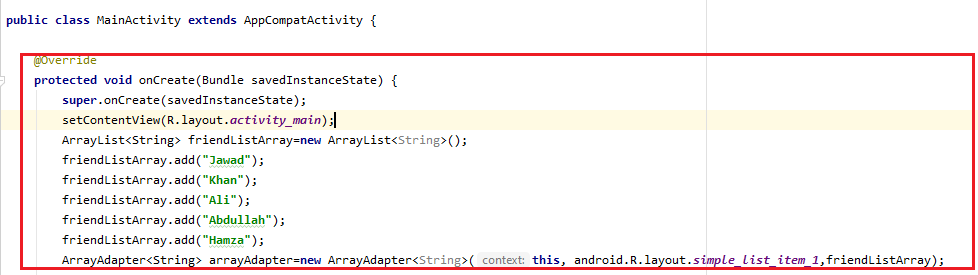 public class MainActivity extends AppCompatActivity {
@Override
protected void onCreate(Bundle savedInstanceState) {
super.onCreate(savedInstanceState);
setContentView(R.layout.activity_main);
ArrayList<String> friendListArray=new ArrayList<String>();
friendListArray.add("Jawad");
friendListArray.add("Khan");
friendListArray.add("Ali");
friendListArray.add("Abdullah");
friendListArray.add("Hamza");
ArrayAdapter<String> arrayAdapter=new ArrayAdapter<String>( context: this, android.R.layout.simple_list_item_1,friendListArray);